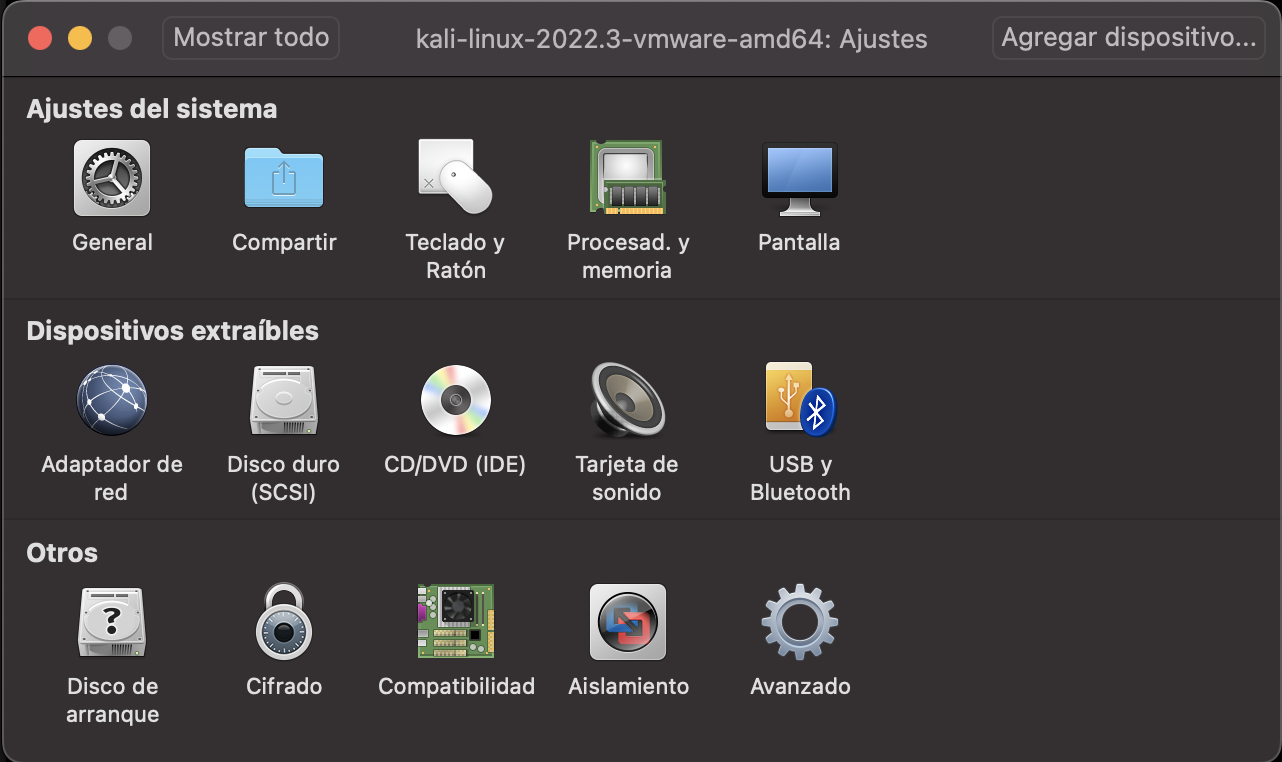 Mostrar todo kali-linux-2022.3-vmware-amd64: Ajustes Agregar dispositivo...
Ajustes del sistema
General Compartir Teclado y Ratón Procesad. y memoria Pantalla
Dispositivos extraíbles
Adaptador de red Disco duro (SCSI) CD/DVD (IDE) Tarjeta de sonido USB y Bluetooth
Otros
Disco de arranque Cifrado Compatibilidad Aislamiento Avanzado